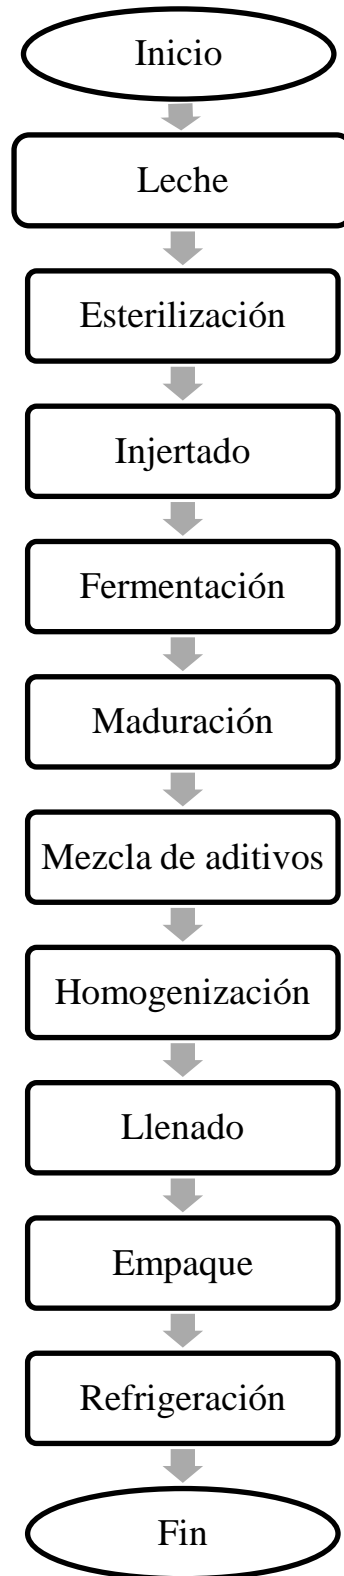 Inicio
Leche
Esterilización
Injertado
Fermentación
Maduración
Mezcla de aditivos
Homogenización
Llenado
Empaque
Refrigeración
Fin